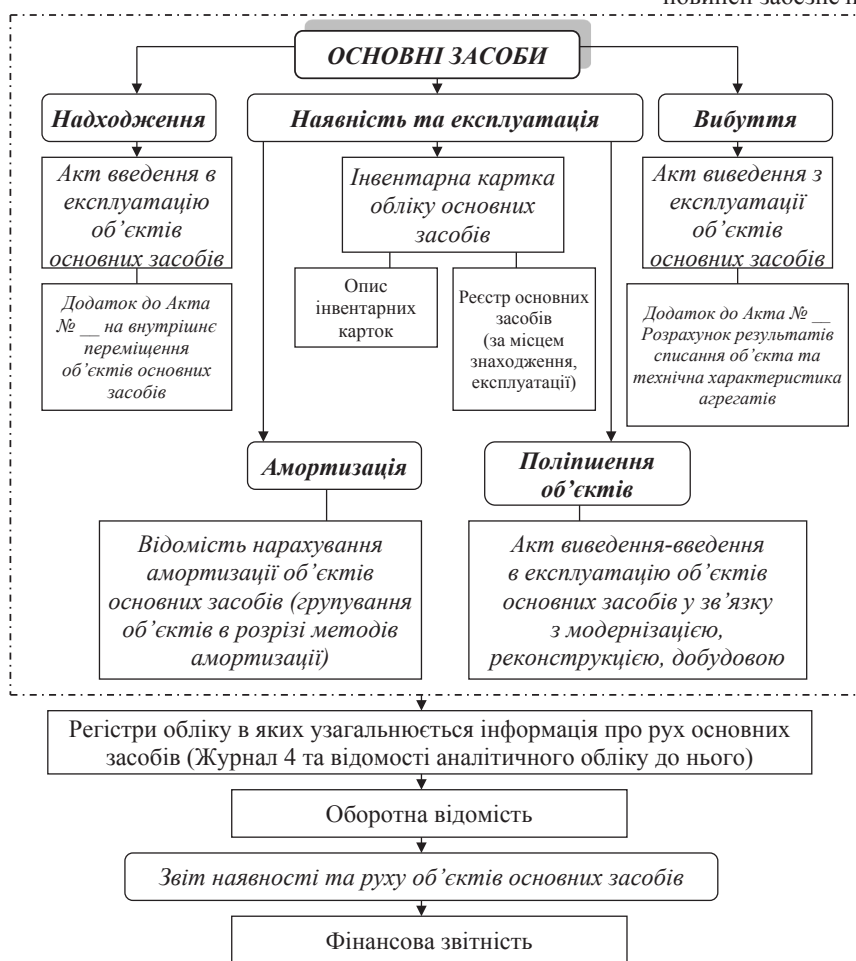 ОСНОВНІ ЗАСОБИ
Надходження
Наявність та експлуатація
Вибуття
Акт введення в
експлуатацію
об’єктів
основних засобів
Інвентарна картка
обліку основних
засобів
Акт виведення з
експлуатації
об’єктів
основних засобів
Додаток до Акта
№ __ на внутрішнє
переміщення
об’єктів основних
засобів
Опис
інвентарних
карток
Реєстр основних
засобів
(за місцем
знаходження,
експлуатації)
Додаток до Акта № __
Розрахунок результатів
списання об’єкта та
технічна характеристика
агрегатів
Амортизація
Поліпшення
об’єктів
Відомість нарахування
амортизації об’єктів
основних засобів (групування
об’єктів в розрізі методів
амортизації)
Акт виведення-введення
в експлуатацію об’єктів
основних засобів у зв’язку
з модернізацією,
реконструкцією, добудовою
Регістри обліку в яких узагальнюється інформація про рух основних
засобів (Журнал 4 та відомості аналітичного обліку до нього)
Оборотна відомість
Звіт наявності та руху об’єктів основних засобів
Фінансова звітність